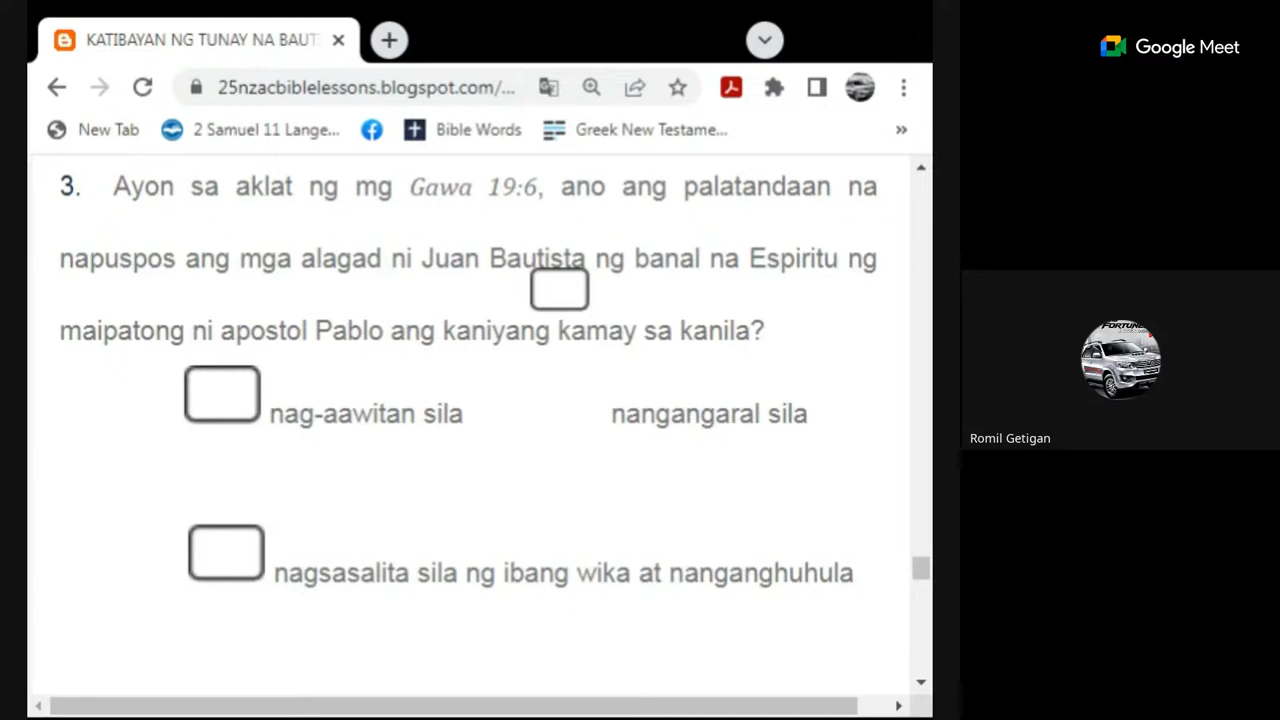 KATIBAYAN NG TUNAY NA BAUT
25nzacbiblelessons.blogspot.com/...
New Tab
2 Samuel 11 Lange...
Bible Words
Greek New Testame...
3. Ayon sa aklat ng mg Gawa 19:6, ano ang palatandaan na
napuspos ang mga alagad ni Juan Bautista ng banal na Espiritu ng
maipatong ni apostol Pablo ang kaniyang kamay sa kanila?
nag-aawitan sila nangangaral sila
nagsasalita sila ng ibang wika at nanganghuhula
Google Meet
FORTUNE
Romil Getigan